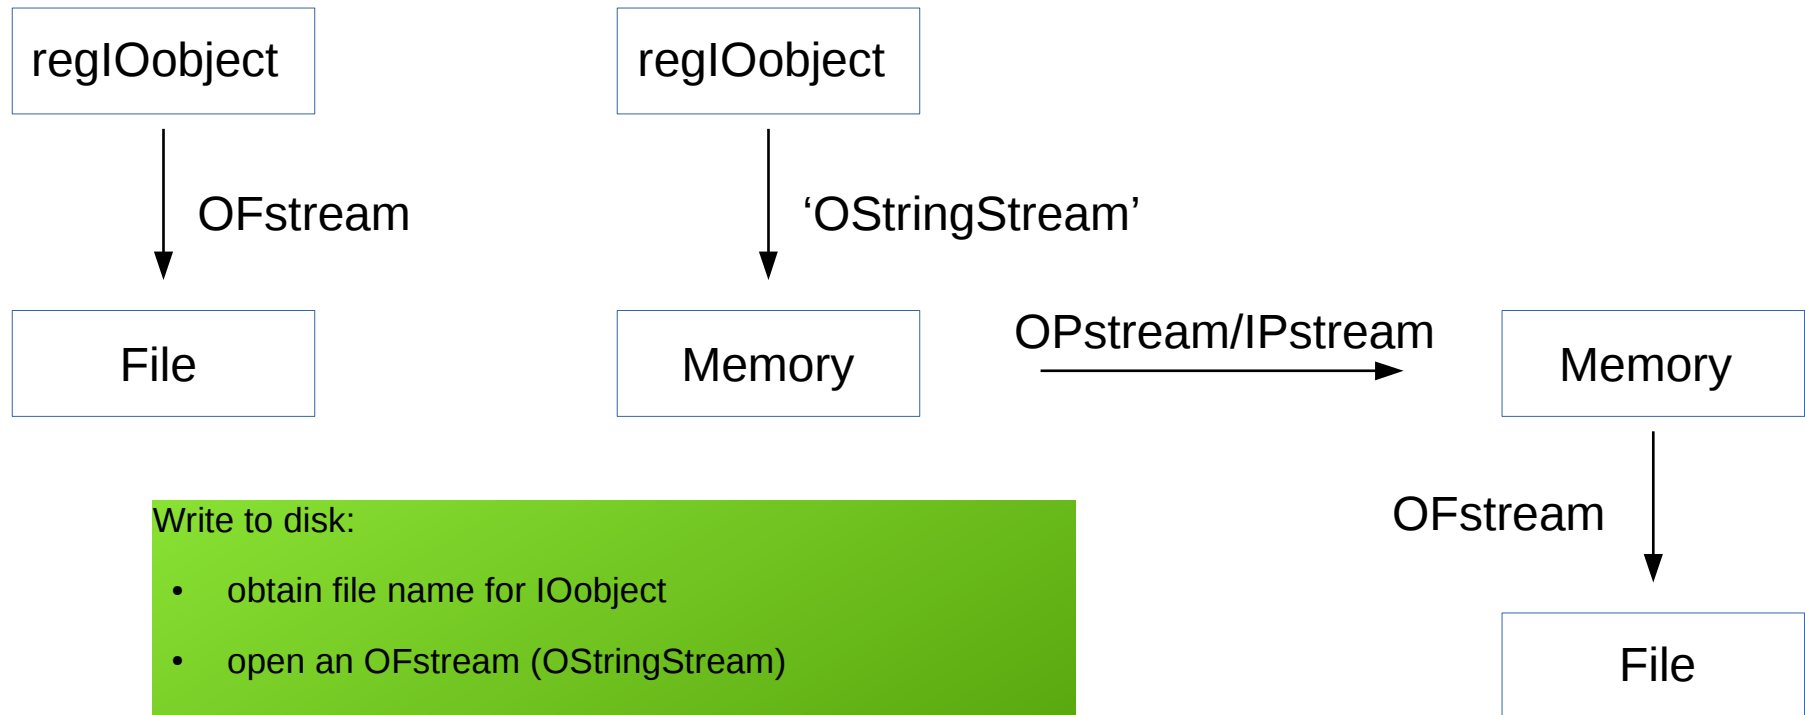 regIOobject
regIOobject
OFstream
‘OStringStream’
OPstream/IPstream
File
Memory
Memory
OFstream
Write to disk:
• obtain file name for IOobject
• open an OFstream (OStringStream)
File